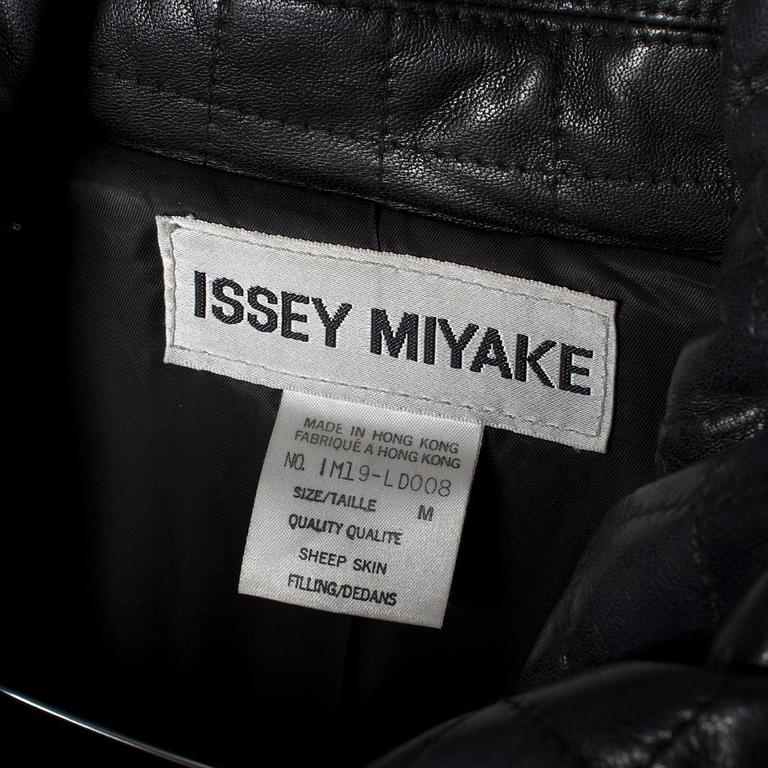 ISSEY MIYAKE
MADE IN HONG KONG
FABRIQUÉ A HONG KONG
NO. IM19-LD008
SIZE/TAILLE M
QUALITY QUALITE
SHEEP SKIN
FILLING/DEDANS